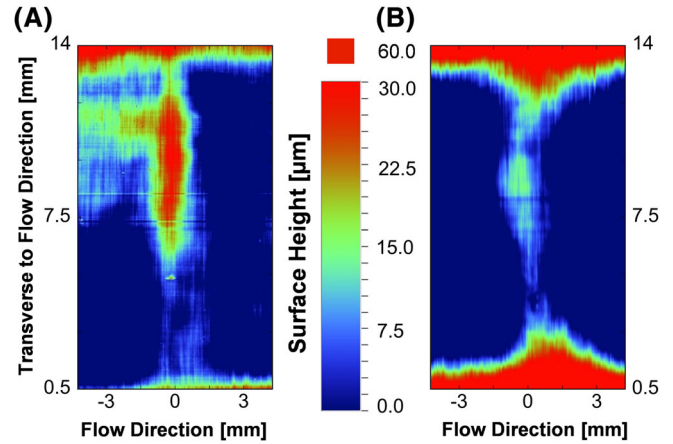 (A)
(B)
14
7.5
0.5
Transverse to Flow Direction [mm]
-3 0 3
Flow Direction [mm]
60.0
30.0
22.5
15.0
7.5
0.0
Surface Height [µm]
14
7.5
0.5
-3 0 3
Flow Direction [mm]